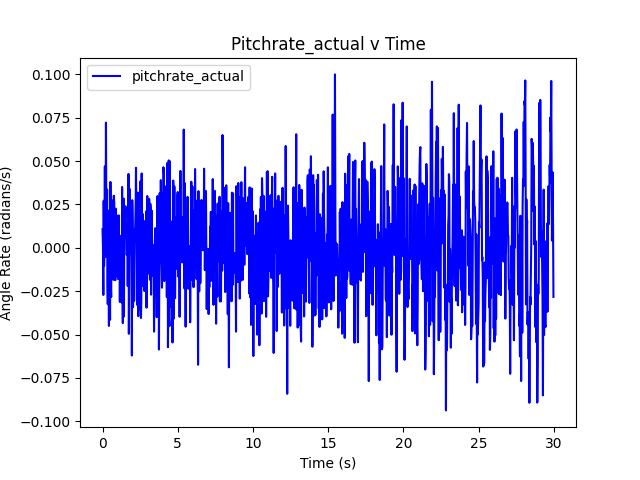 Pitchrate_actual v Time
pitchrate_actual
0.100
0.075
0.050
0.025
0.000
−0.025
−0.050
−0.075
−0.100
Angle Rate (radians/s)
0 5 10 15 20 25 30
Time (s)